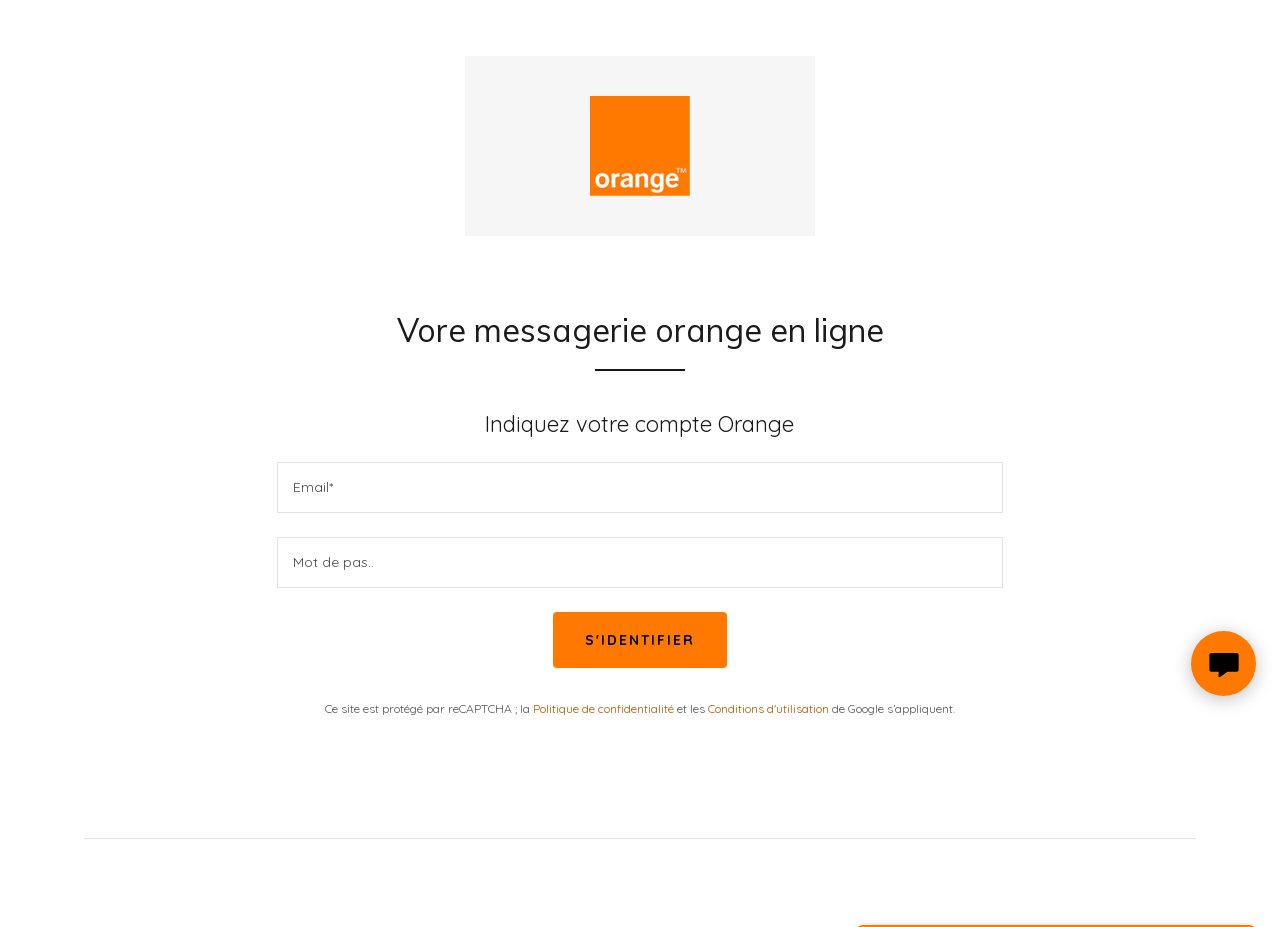 orange™
Vore messagerie orange en ligne
Indiquez votre compte Orange
Email*
Mot de pas..
S'IDENTIFIER
Ce site est protégé par reCAPTCHA ; la Politique de confidentialité et les Conditions d'utilisation de Google s'appliquent.